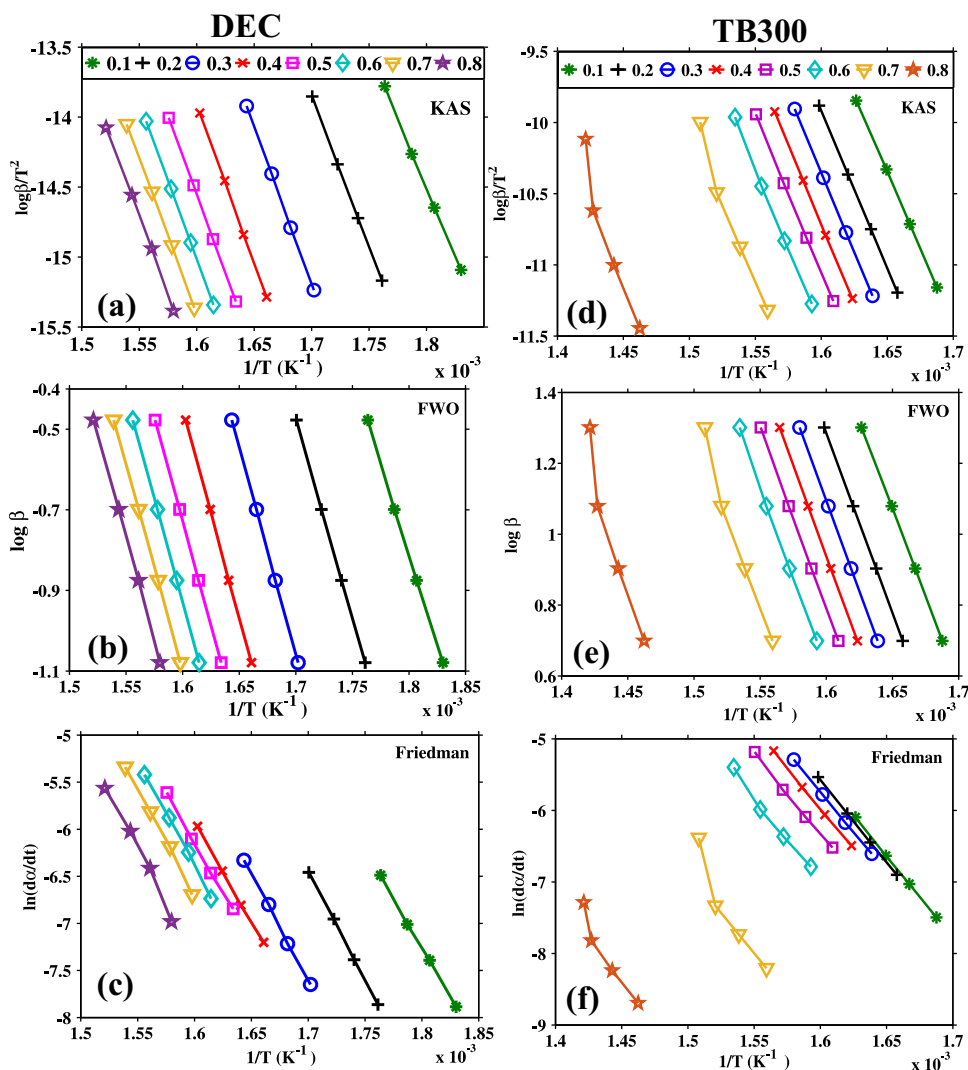 DEC
TB300
-13.5
0.1 0.2 0.3 0.4 0.5 0.6 0.7 0.8
KAS
-14
logβ/T²
-14.5
-15
(a)
-15.5
1.5 1.55 1.6 1.65 1.7 1.75 1.8
1/T (K⁻¹)
x 10⁻³
-9.5
0.1 0.2 0.3 0.4 0.5 0.6 0.7 0.8
KAS
-10
logβ/T²
-10.5
-11
(d)
-11.5
1.4 1.45 1.5 1.55 1.6 1.65 1.7
1/T (K⁻¹)
x 10⁻³
-0.4
FWO
-0.5
log β
-0.7
-0.9
(b)
-1.1
1.5 1.55 1.6 1.65 1.7 1.75 1.8 1.85
1/T (K⁻¹)
x 10⁻³
1.4
FWO
1.2
log β
1
0.8
(e)
0.6
1.4 1.45 1.5 1.55 1.6 1.65 1.7
1/T (K⁻¹)
x 10⁻³
-5
Friedman
-5.5
-6
ln(dα/dt)
-6.5
-7
(c)
-8
1.5 1.55 1.6 1.65 1.7 1.75 1.8 1.85
1/T (K⁻¹)
x 10⁻³
-5
Friedman
-6
ln(dα/dt)
-7
-8
(f)
-9
1.4 1.45 1.5 1.55 1.6 1.65 1.7
1/T (K⁻¹)
x 10⁻³